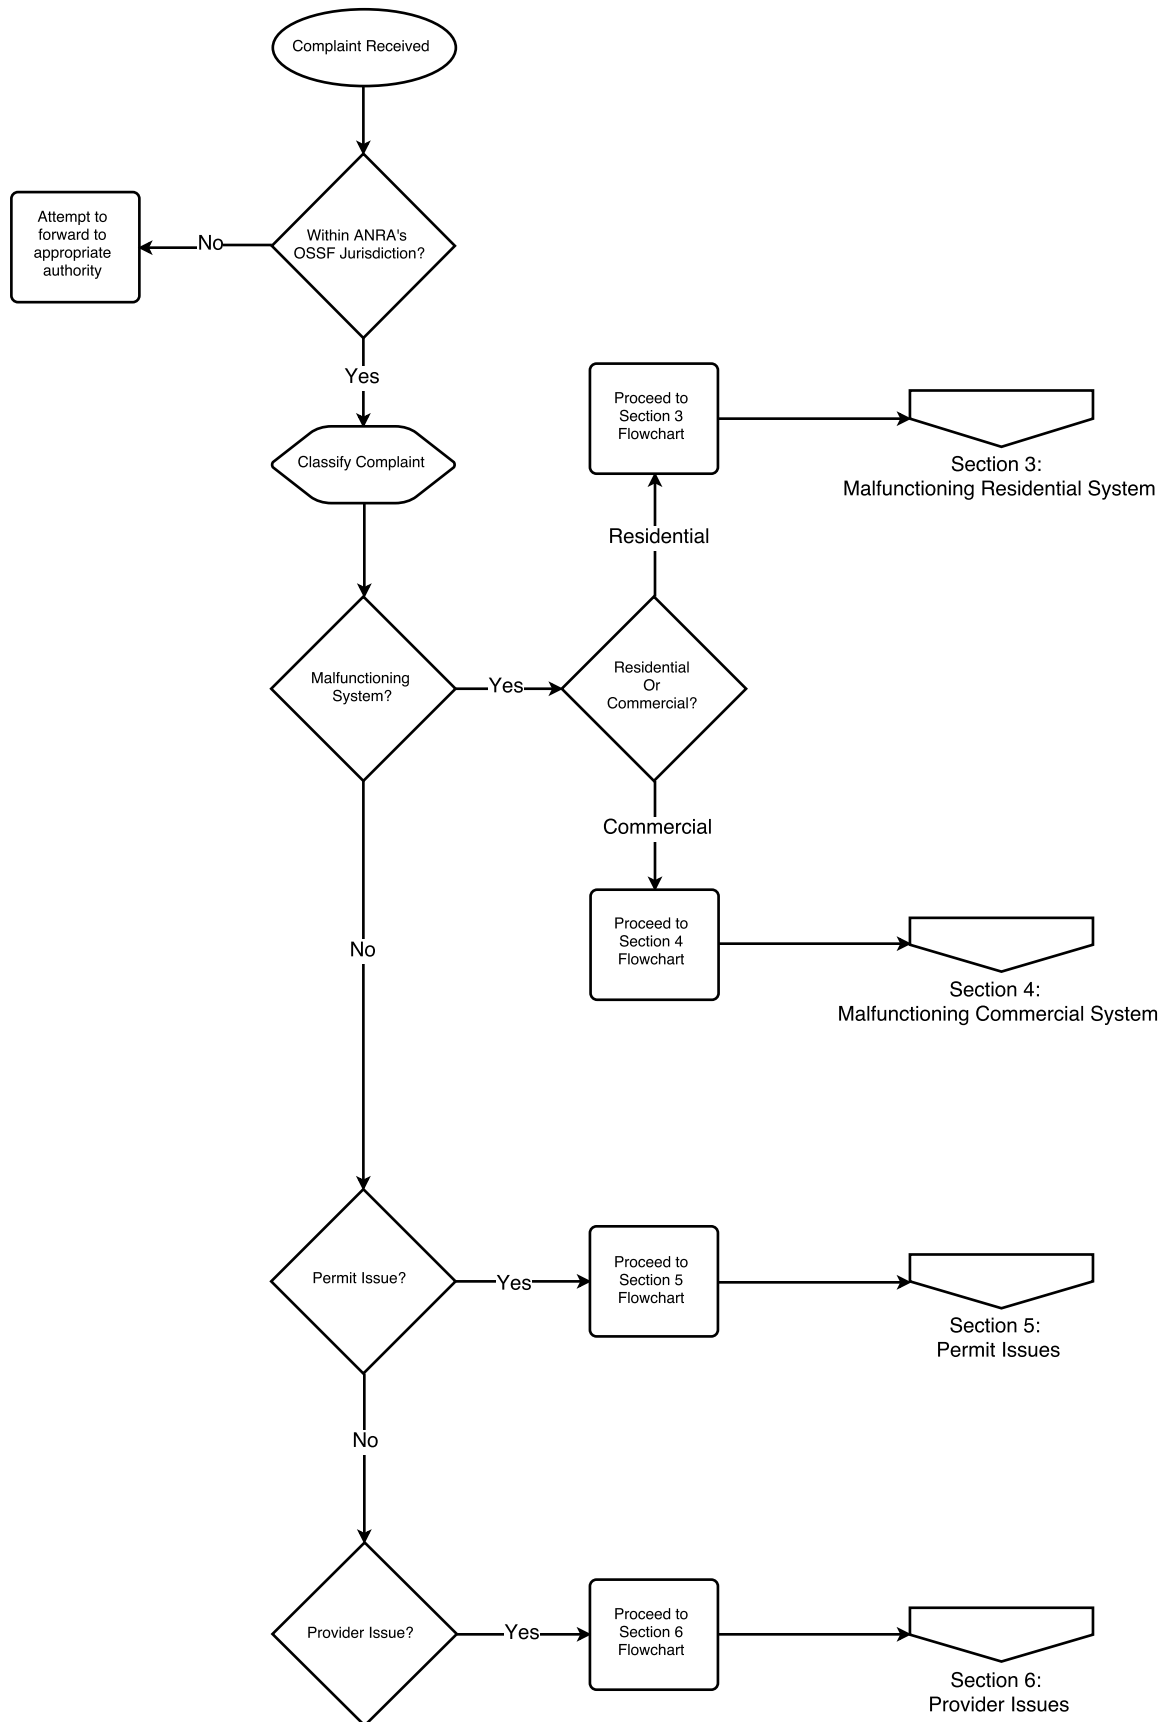 Complaint Received
Within ANRA's
OSSF Jurisdiction?
No
Attempt to
forward to
appropriate
authority
Yes
Classify Complaint
Malfunctioning
System?
Yes
Residential
Or
Commercial?
Residential
Proceed to
Section 3
Flowchart
Section 3:
Malfunctioning Residential System
Commercial
Proceed to
Section 4
Flowchart
Section 4:
Malfunctioning Commercial System
No
Permit Issue?
Yes
Proceed to
Section 5
Flowchart
Section 5:
Permit Issues
No
Provider Issue?
Yes
Proceed to
Section 6
Flowchart
Section 6:
Provider Issues